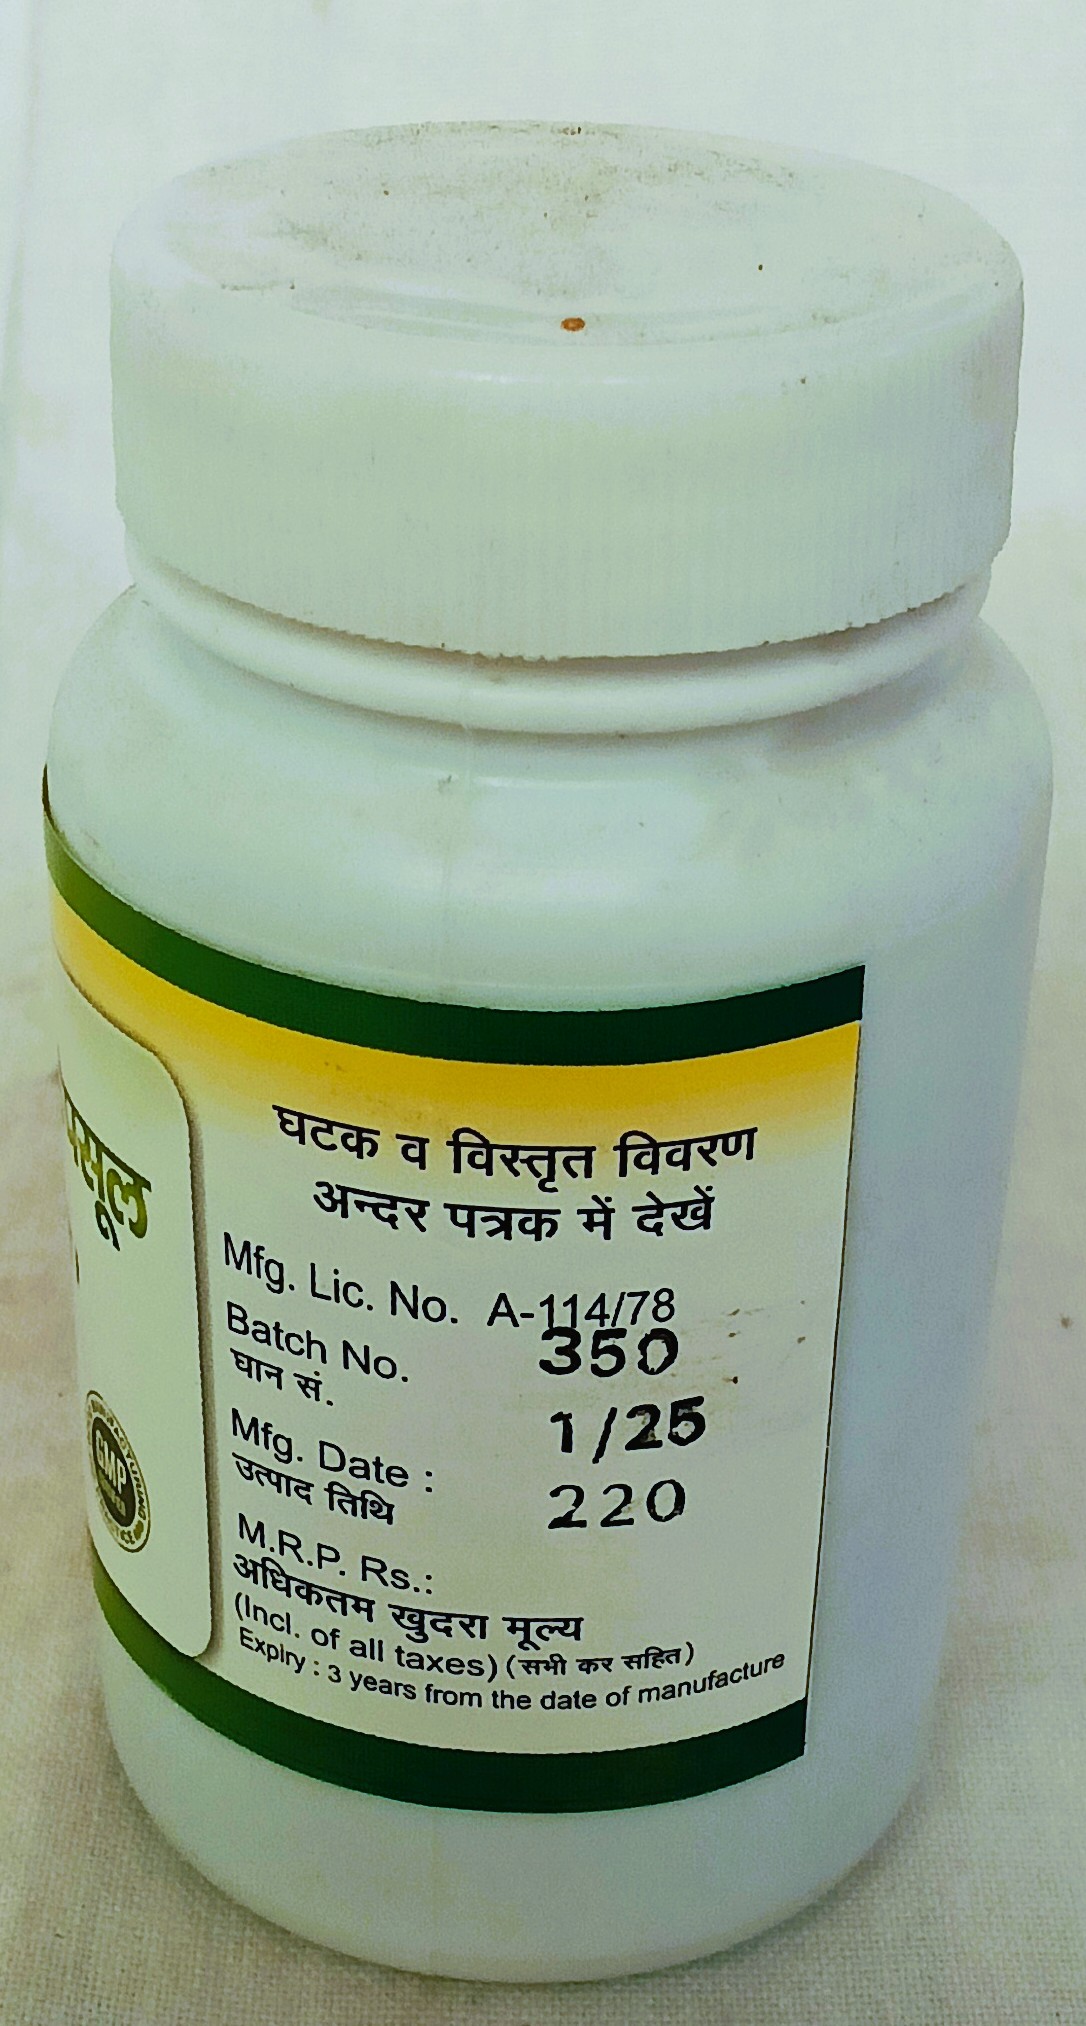 घटक व विस्तृत विवरण
अन्दर पत्रक में देखें
Mfg. Lic. No. A-114/78
Batch No. 350
घान सं.
Mfg. Date : 1/25
उत्पाद तिथि
M.R.P. Rs.: 220
अधिकतम खुदरा मूल्य
(Incl. of all taxes) (सभी कर सहित)
Expiry : 3 years from the date of manufacture
GMP